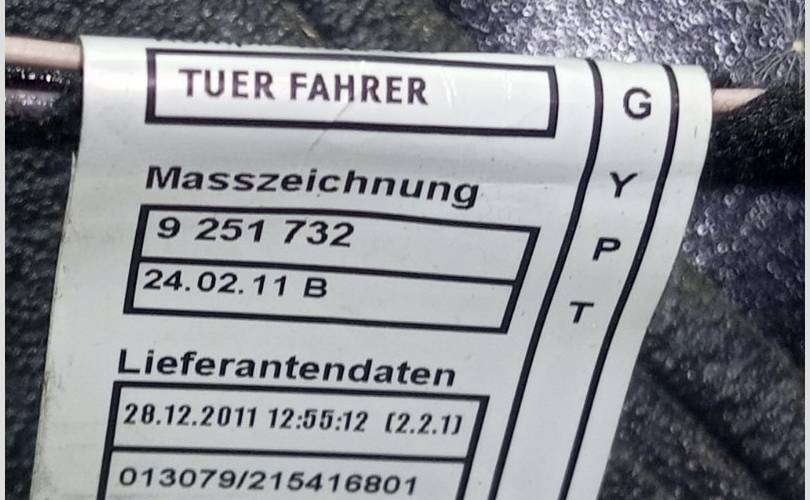 TUER FAHRER
Masszeichnung
9 251 732
24.02.11 B
Lieferantendaten
28.12.2011 12:55:12 (2.2.1)
013079/215416801
G
Y
P
T